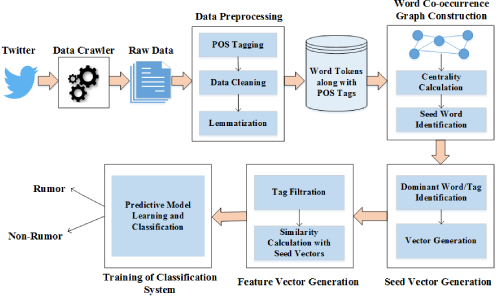 Twitter
Data Crawler
Raw Data
Data Preprocessing
POS Tagging
Data Cleaning
Lemmatization
Word Tokens
along with
POS Tags
Word Co-occurrence
Graph Construction
Centrality
Calculation
Seed Word
Identification
Dominant Word/Tag
Identification
Vector Generation
Seed Vector Generation
Tag Filtration
Similarity
Calculation with
Seed Vectors
Feature Vector Generation
Predictive Model
Learning and
Classification
Training of Classification
System
Rumor
Non-Rumor